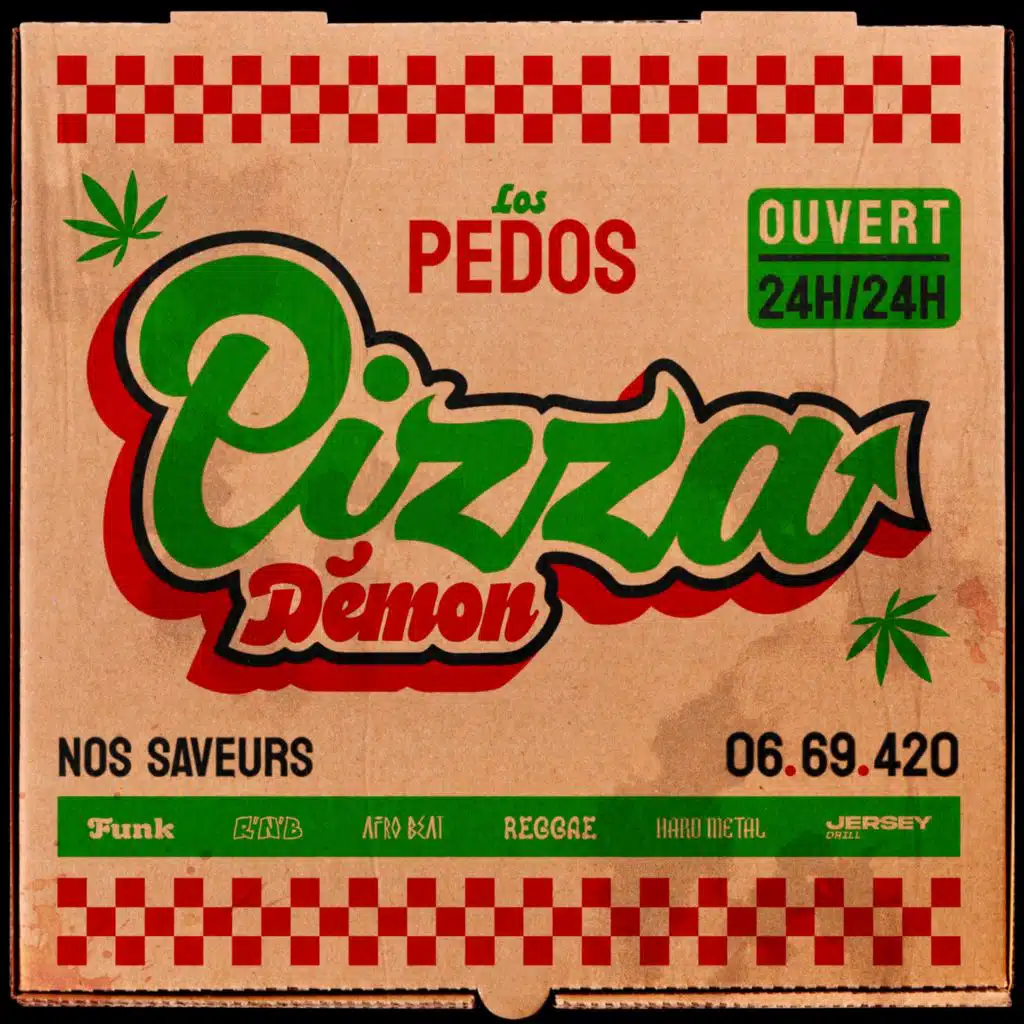 Los
PEDOS
OUVERT
24H/24H
Pizza
Démon
NOS SAVEURS
06.69.420
Funk
R'N'B
AFRO BEAT
REGGAE
HARD METAL
JERSEY
DRILL